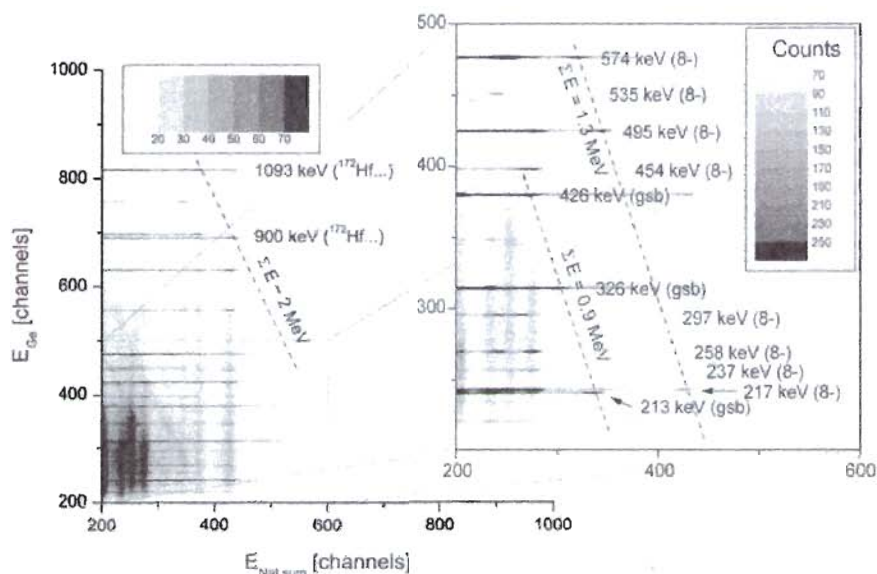 1000
800
600
400
200
200
400
600
800
1000
E Ge [channels]
E NaI sum [channels]
20 30 40 50 60 70
1093 keV (172Hf...)
900 keV (172Hf...)
ΣE = 2 MeV
500
400
300
200
400
600
574 keV (8-)
535 keV (8-)
495 keV (8-)
454 keV (8-)
426 keV (gsb)
326 keV (gsb)
297 keV (8-)
258 keV (8-)
237 keV (8-)
217 keV (8-)
213 keV (gsb)
ΣE = 1.3 MeV
ΣE = 0.9 MeV
Counts
70
90
110
130
150
170
190
210
230
250